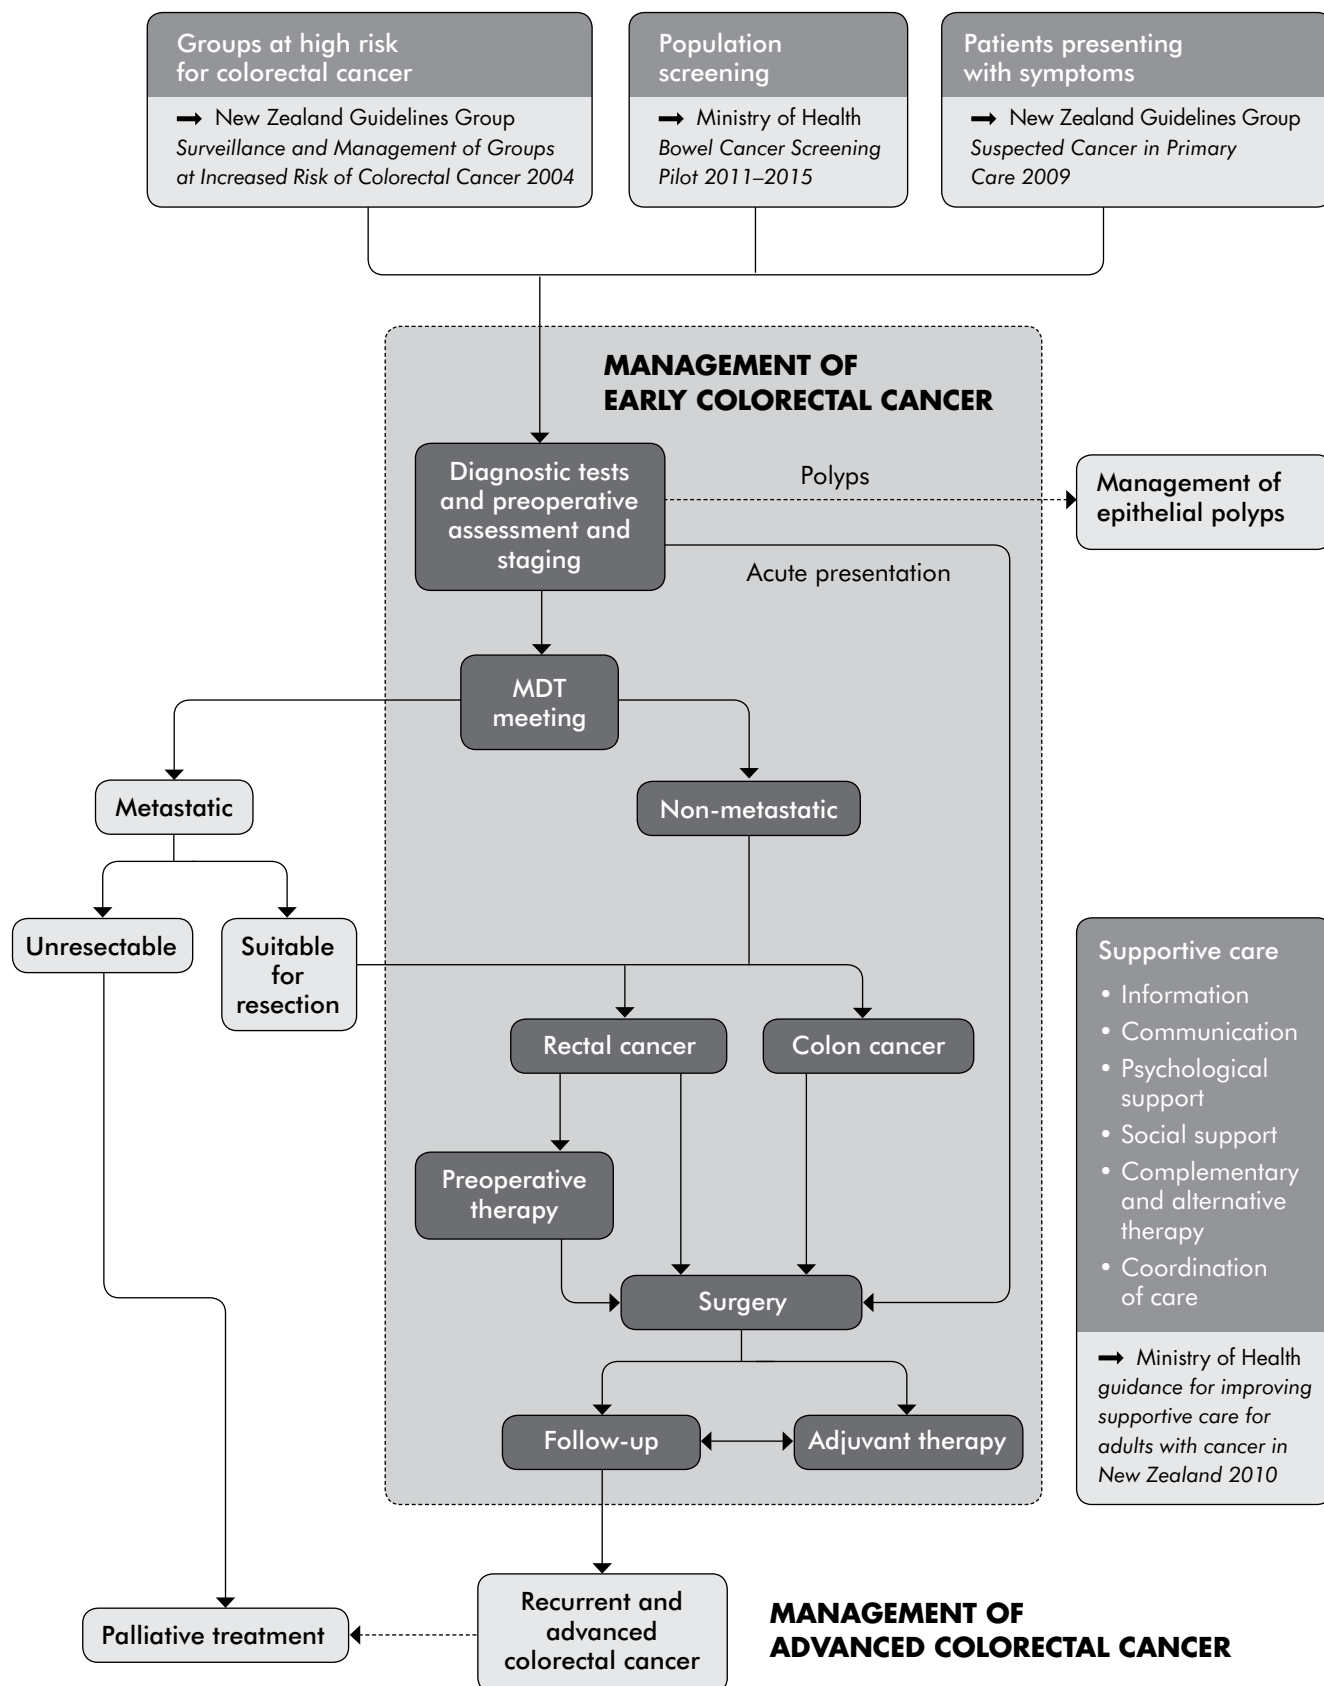 Groups at high risk
for colorectal cancer
→ New Zealand Guidelines Group
Surveillance and Management of Groups
at Increased Risk of Colorectal Cancer 2004
Population
screening
→ Ministry of Health
Bowel Cancer Screening
Pilot 2011–2015
Patients presenting
with symptoms
→ New Zealand Guidelines Group
Suspected Cancer in Primary
Care 2009
MANAGEMENT OF
EARLY COLORECTAL CANCER
Diagnostic tests
and preoperative
assessment and
staging
Polyps
Management of
epithelial polyps
Acute presentation
MDT
meeting
Metastatic
Non-metastatic
Unresectable
Suitable
for
resection
Rectal cancer
Colon cancer
Preoperative
therapy
Surgery
Follow-up
Adjuvant therapy
Supportive care
• Information
• Communication
• Psychological
support
• Social support
• Complementary
and alternative
therapy
• Coordination
of care
→ Ministry of Health
guidance for improving
supportive care for
adults with cancer in
New Zealand 2010
Palliative treatment
Recurrent and
advanced
colorectal cancer
MANAGEMENT OF
ADVANCED COLORECTAL CANCER